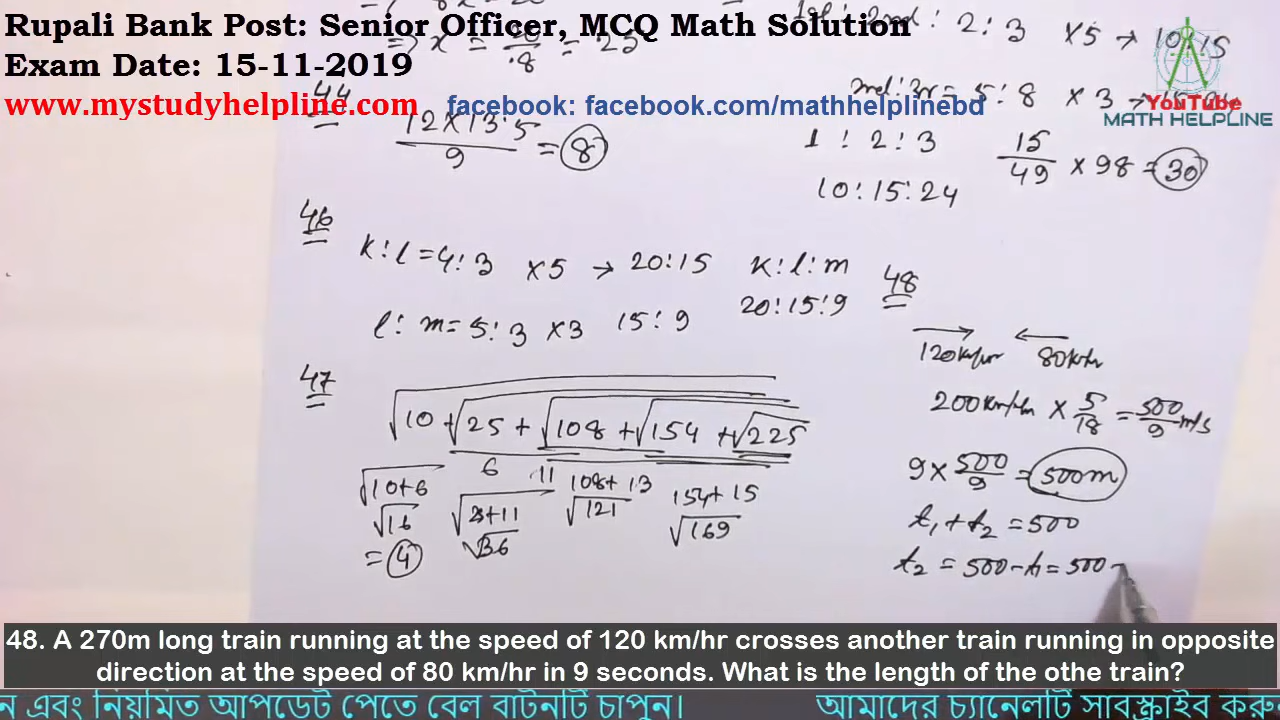 Rupali Bank Post: Senior Officer, MCQ Math Solution
Exam Date: 15-11-2019
www.mystudyhelpline.com facebook: facebook.com/mathhelplinebd
YouTube
MATH HELPLINE
2 : 3 ×5 → 10:15
5 : 8 × 3
1 : 2 : 3
10:15:24
15/49 × 98 = 30
44
12×13.5/9 = 8
46
K:l = 4:3 ×5 → 20:15
l: m = 5:3 ×3 15:9
K:l:m
20:15:9
47
√10 + √25 + √108 + √154 + √225
6 11 108+13 154+15
√10+6 √121 √169
√16 √36
= 4
48
120km/hr 80km/hr
200km/hr × 5/18 = 500/9 m/s
9 × 500/9 = 500m
t₁ + t₂ = 500
t₂ = 500 - t₁ = 500 -
48. A 270m long train running at the speed of 120 km/hr crosses another train running in opposite
direction at the speed of 80 km/hr in 9 seconds. What is the length of the othe train?
ন এবং নিয়মিত আপডেট পেতে বেল বাটনটি চাপুন। আমাদের চ্যানেলটি সাবস্ক্রাইব করু